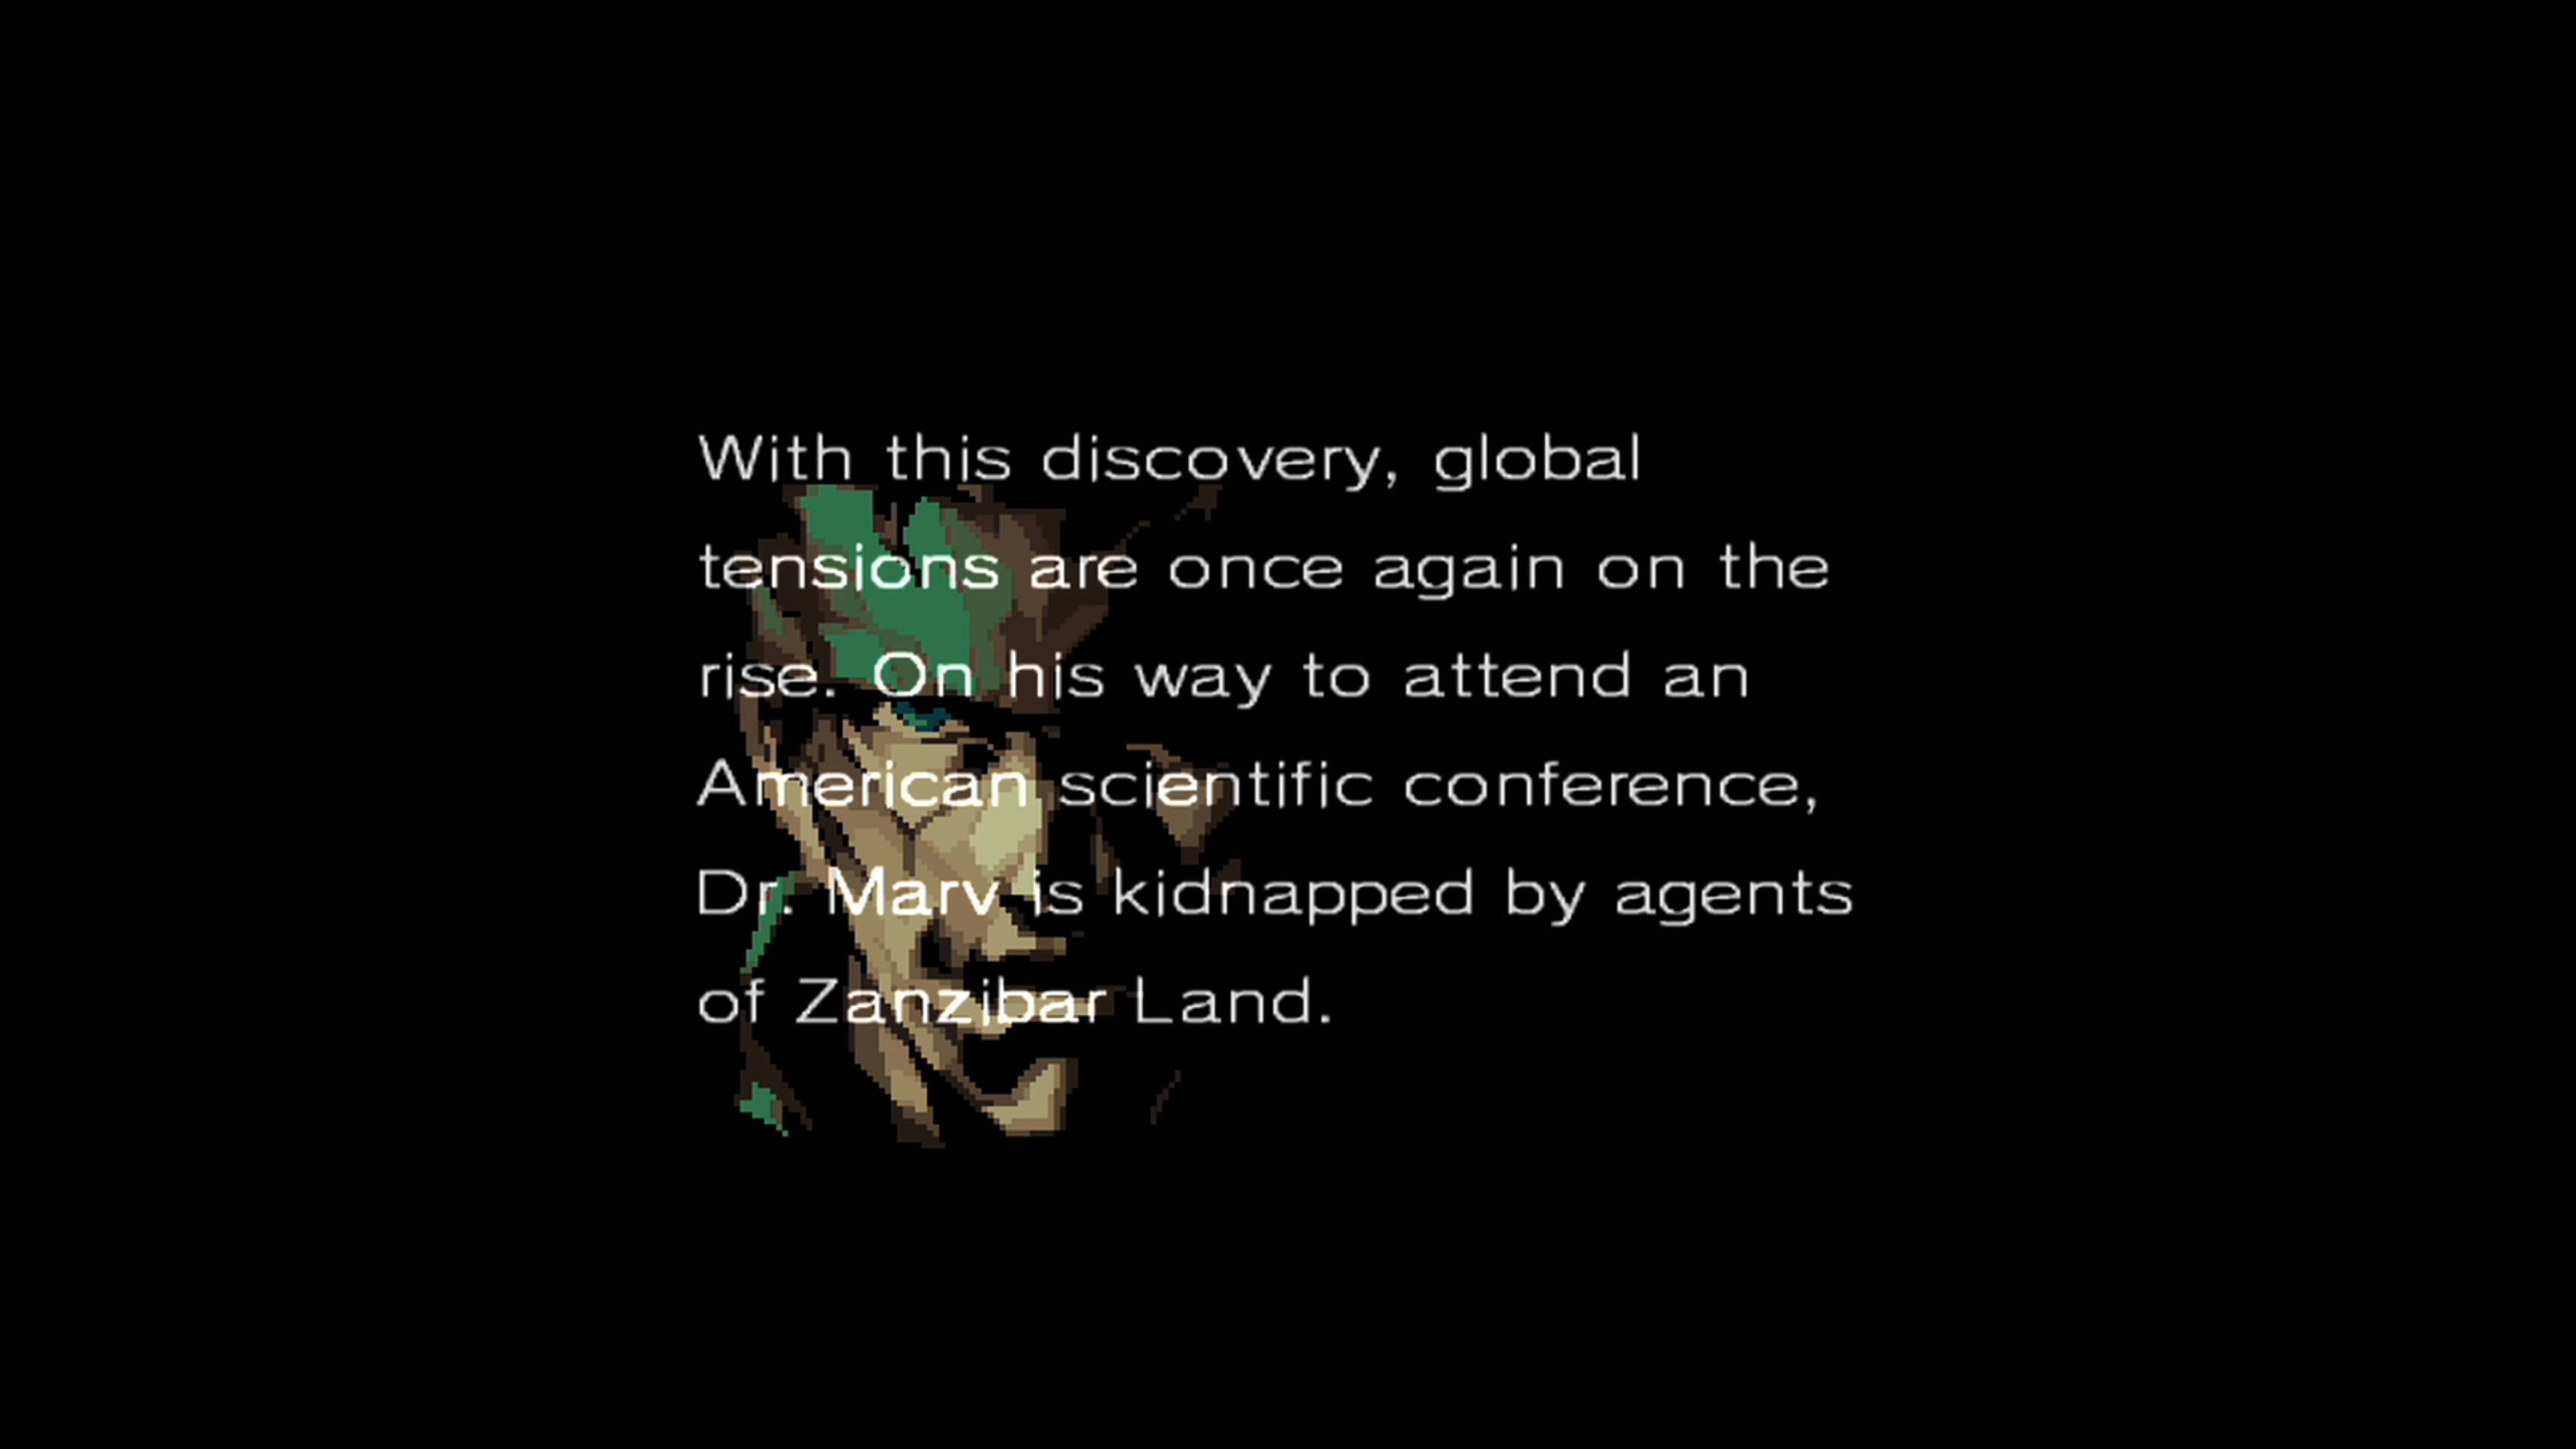 With this discovery, global
tensions are once again on the
rise. On his way to attend an
American scientific conference,
Dr. Marv is kidnapped by agents
of Zanzibar Land.